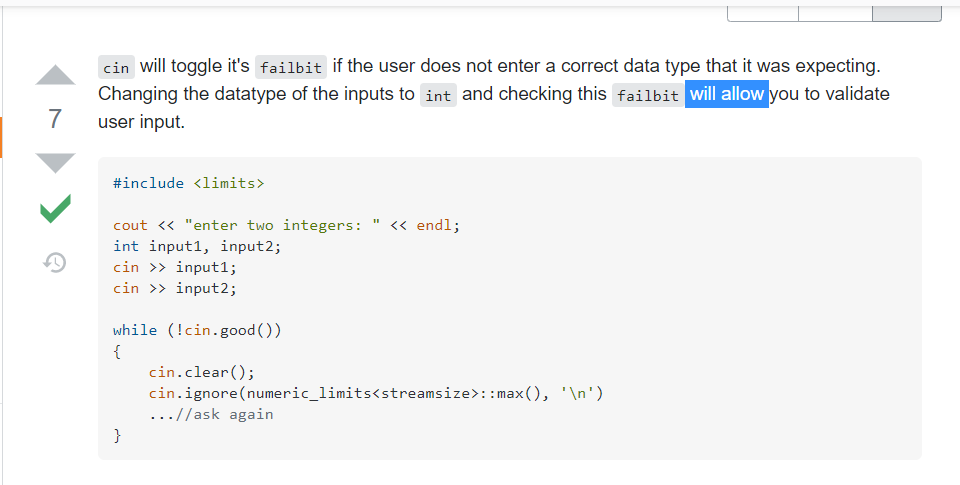 cin will toggle it's failbit if the user does not enter a correct data type that it was expecting.
Changing the datatype of the inputs to int and checking this failbit will allow you to validate
user input.
7
#include <limits>
cout << "enter two integers: " << endl;
int input1, input2;
cin >> input1;
cin >> input2;
while (!cin.good())
{
    cin.clear();
    cin.ignore(numeric_limits<streamsize>::max(), '\n')
    ...//ask again
}